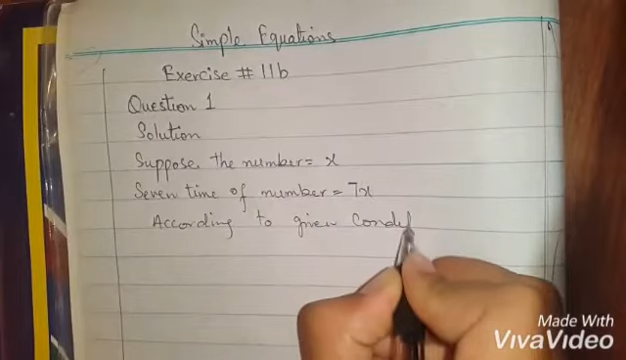 Simple Equations
Exercise # 11b
Question 1
Solution
Suppose the number = x
Seven time of number = 7x
According to given
Made With
VivaVideo